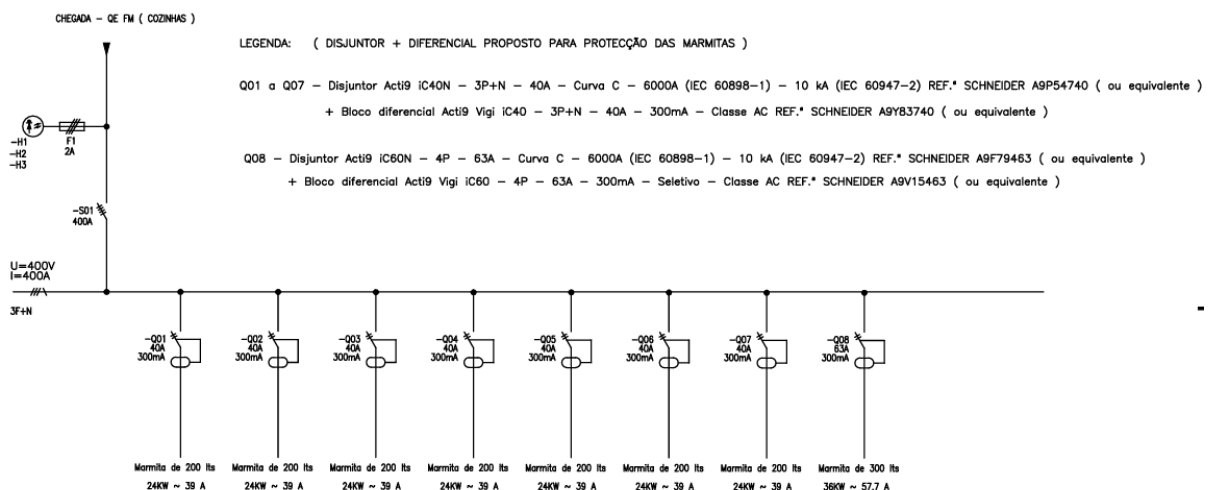 CHEGADA - QE FM ( COZINHAS )
LEGENDA: ( DISJUNTOR + DIFERENCIAL PROPOSTO PARA PROTECÇÃO DAS MARMITAS )
Q01 a Q07 - Disjuntor Acti9 iC40N - 3P+N - 40A - Curva C - 6000A (IEC 60898-1) - 10 kA (IEC 60947-2) REF.ª SCHNEIDER A9P54740 ( ou equivalente )
+ Bloco diferencial Acti9 Vigi iC40 - 3P+N - 40A - 300mA - Classe AC REF.ª SCHNEIDER A9Y83740 ( ou equivalente )
Q08 - Disjuntor Acti9 iC60N - 4P - 63A - Curva C - 6000A (IEC 60898-1) - 10 kA (IEC 60947-2) REF.ª SCHNEIDER A9F79463 ( ou equivalente )
+ Bloco diferencial Acti9 Vigi iC60 - 4P - 63A - 300mA - Seletivo - Classe AC REF.ª SCHNEIDER A9V15463 ( ou equivalente )
-H1
-H2
-H3
F1
2A
-S01
400A
U=400V
I=400A
3F+N
-Q01
40A
300mA
-Q02
40A
300mA
-Q03
40A
300mA
-Q04
40A
300mA
-Q05
40A
300mA
-Q06
40A
300mA
-Q07
40A
300mA
-Q08
63A
300mA
Marmita de 200 lts
24KW ~ 39 A
Marmita de 200 lts
24KW ~ 39 A
Marmita de 200 lts
24KW ~ 39 A
Marmita de 200 lts
24KW ~ 39 A
Marmita de 200 lts
24KW ~ 39 A
Marmita de 200 lts
24KW ~ 39 A
Marmita de 200 lts
24KW ~ 39 A
Marmita de 300 lts
36KW ~ 57.7 A